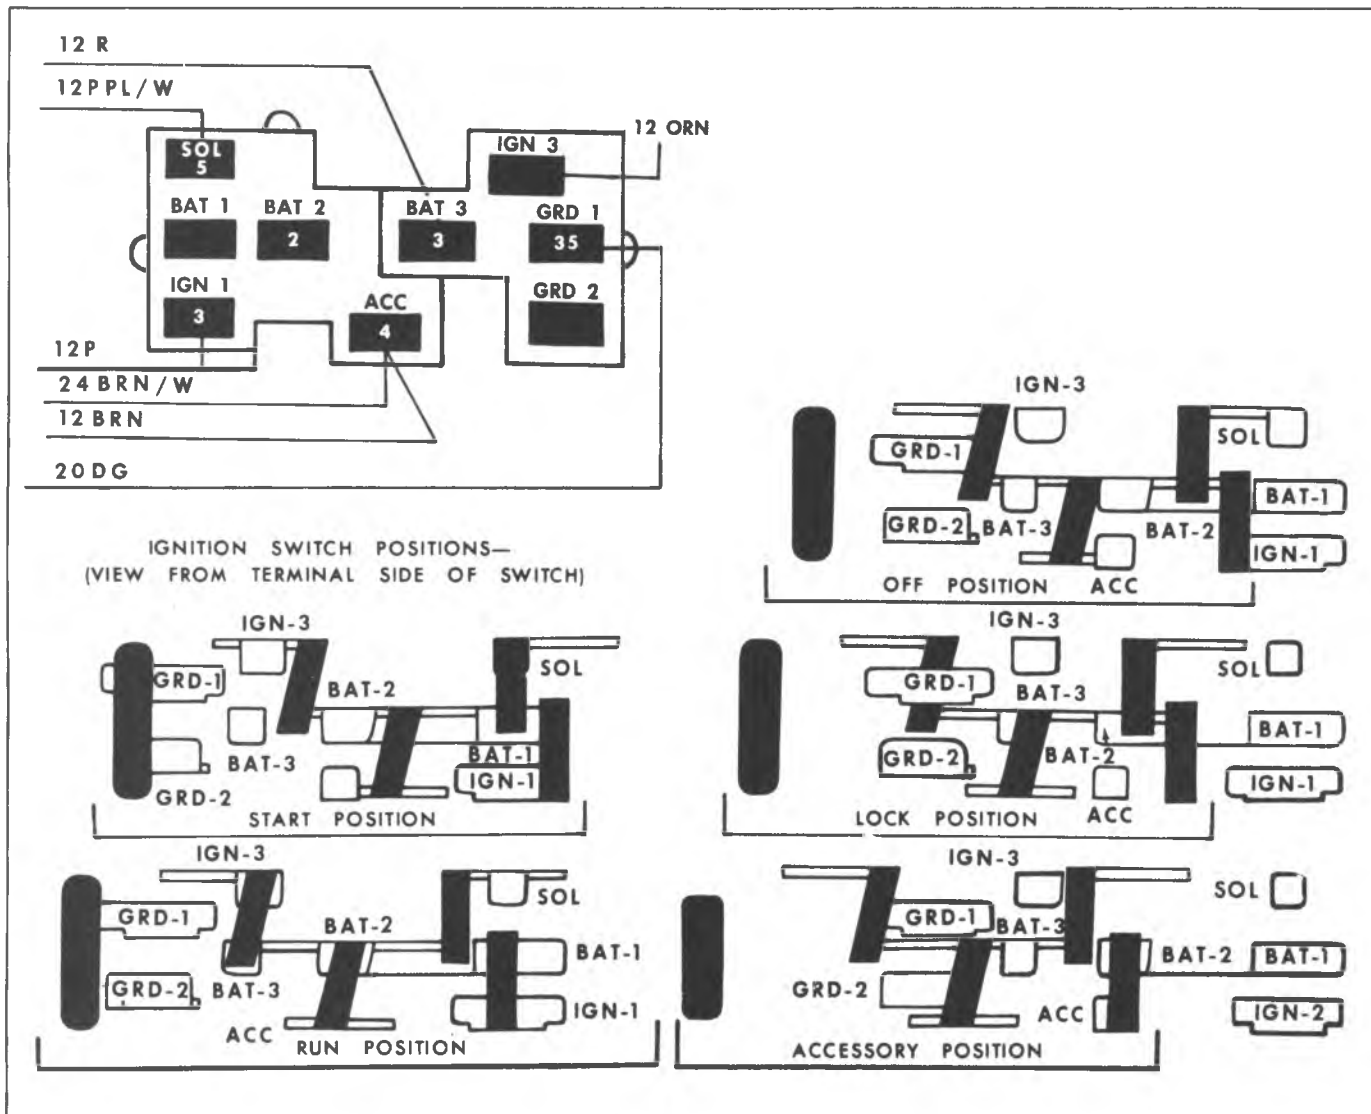 12 R
12PPL/W
12 ORN
SOL
5
IGN 3
BAT 1
BAT 2
BAT 3
GRD 1
2
3
35
IGN 1
ACC
GRD 2
3
4
12P
24 BRN/W
12 BRN
20DG
IGNITION SWITCH POSITIONS—
(VIEW FROM TERMINAL SIDE OF SWITCH)
IGN-3
SOL
GRD-1
BAT-1
GRD-2
BAT-3
BAT-2
IGN-1
OFF POSITION
ACC
IGN-3
SOL
GRD-1
BAT-2
BAT-1
BAT-3
IGN-1
GRD-2
START POSITION
IGN-3
SOL
GRD-1
BAT-3
BAT-1
GRD-2
BAT-2
IGN-1
ACC
LOCK POSITION
IGN-3
SOL
GRD-1
BAT-2
BAT-1
GRD-2
BAT-3
IGN-1
ACC
RUN POSITION
IGN-3
SOL
GRD-1
BAT-3
BAT-2
BAT-1
GRD-2
ACC
IGN-2
ACCESSORY POSITION